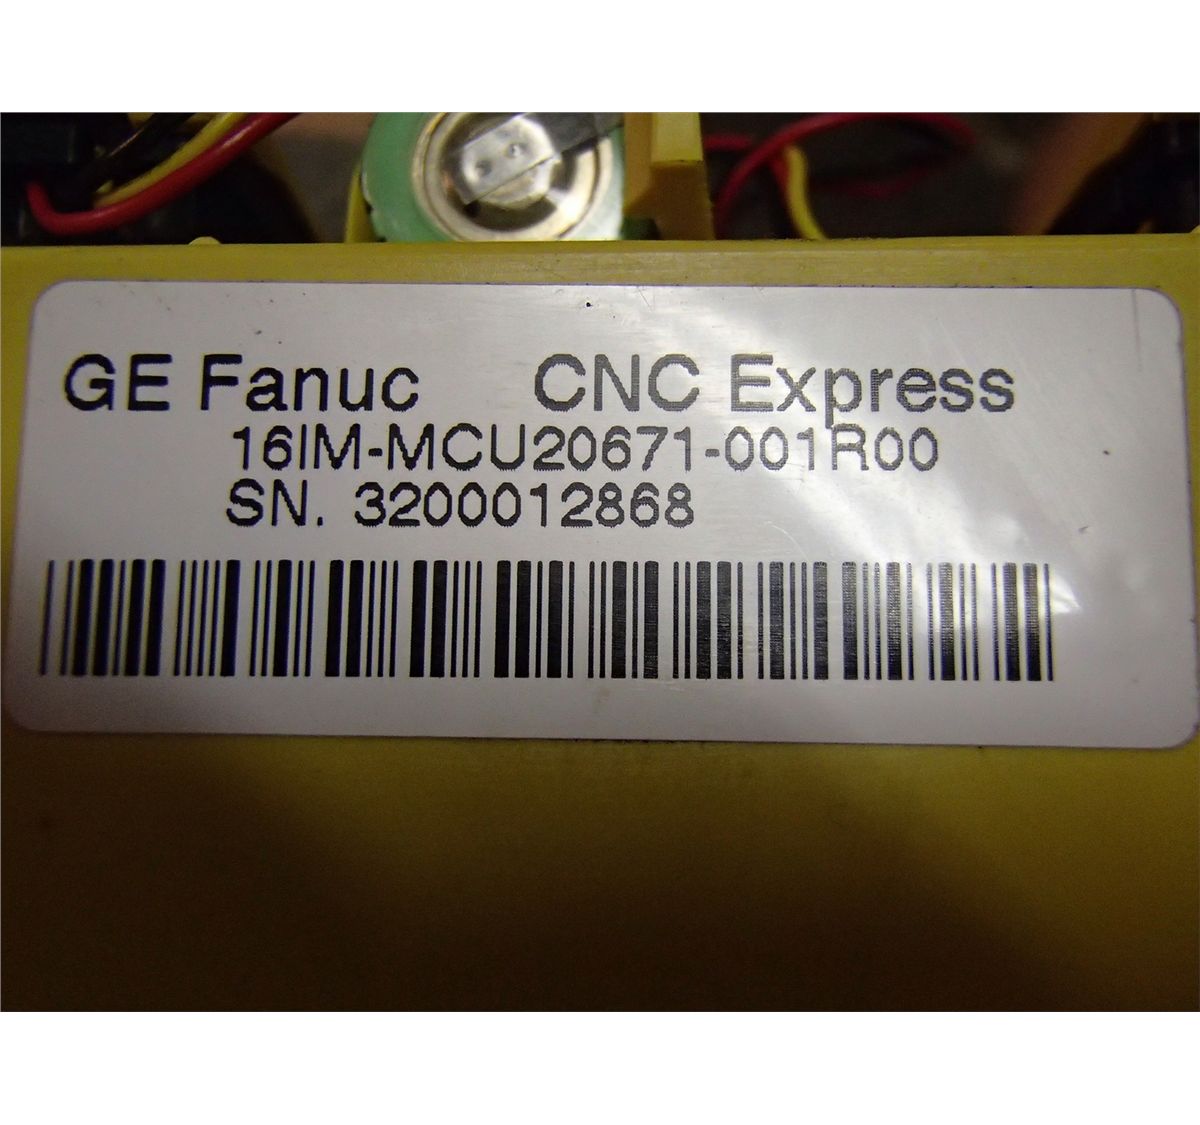 GE Fanuc CNC Express
16IM-MCU20671-001R00
SN. 3200012868